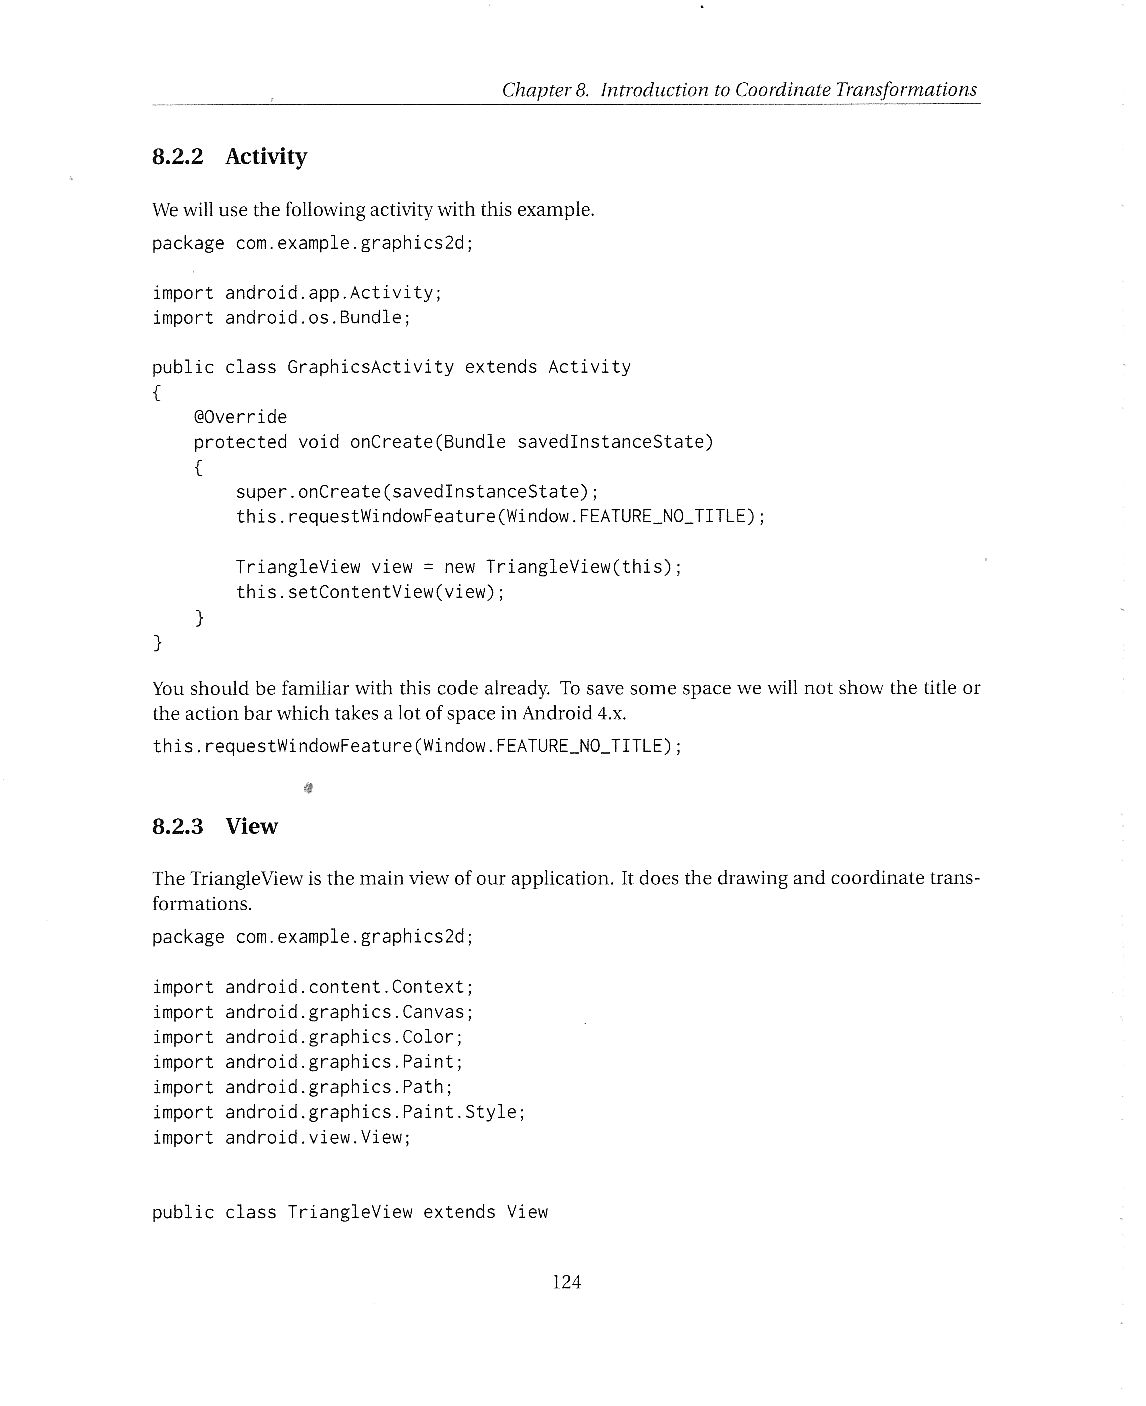 Chapter 8. Introduction to Coordinate Transformations
8.2.2 Activity
We will use the following activity with this example.
package com.example.graphics2d;
import android.app.Activity;
import android.os.Bundle;
public class GraphicsActivity extends Activity
{
    @Override
    protected void onCreate(Bundle savedInstanceState)
    {
        super.onCreate(savedInstanceState);
        this.requestWindowFeature(Window.FEATURE_NO_TITLE);
        TriangleView view = new TriangleView(this);
        this.setContentView(view);
    }
}
You should be familiar with this code already. To save some space we will not show the title or
the action bar which takes a lot of space in Android 4.x.
this.requestWindowFeature(Window.FEATURE_NO_TITLE);
8.2.3 View
The TriangleView is the main view of our application. It does the drawing and coordinate trans-
formations.
package com.example.graphics2d;
import android.content.Context;
import android.graphics.Canvas;
import android.graphics.Color;
import android.graphics.Paint;
import android.graphics.Path;
import android.graphics.Paint.Style;
import android.view.View;
public class TriangleView extends View
124